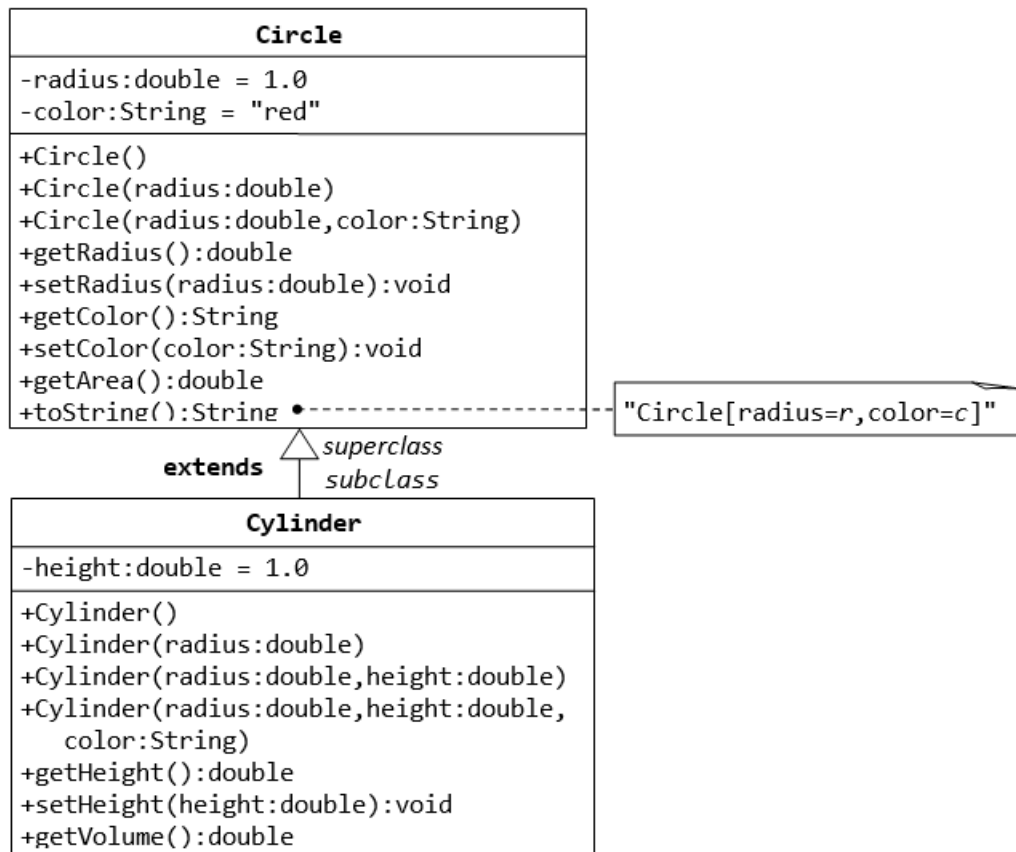 Circle
-radius:double = 1.0
-color:String = "red"
+Circle()
+Circle(radius:double)
+Circle(radius:double,color:String)
+getRadius():double
+setRadius(radius:double):void
+getColor():String
+setColor(color:String):void
+getArea():double
+toString():String
"Circle[radius=r,color=c]"
superclass
extends
subclass
Cylinder
-height:double = 1.0
+Cylinder()
+Cylinder(radius:double)
+Cylinder(radius:double,height:double)
+Cylinder(radius:double,height:double,
color:String)
+getHeight():double
+setHeight(height:double):void
+getVolume():double